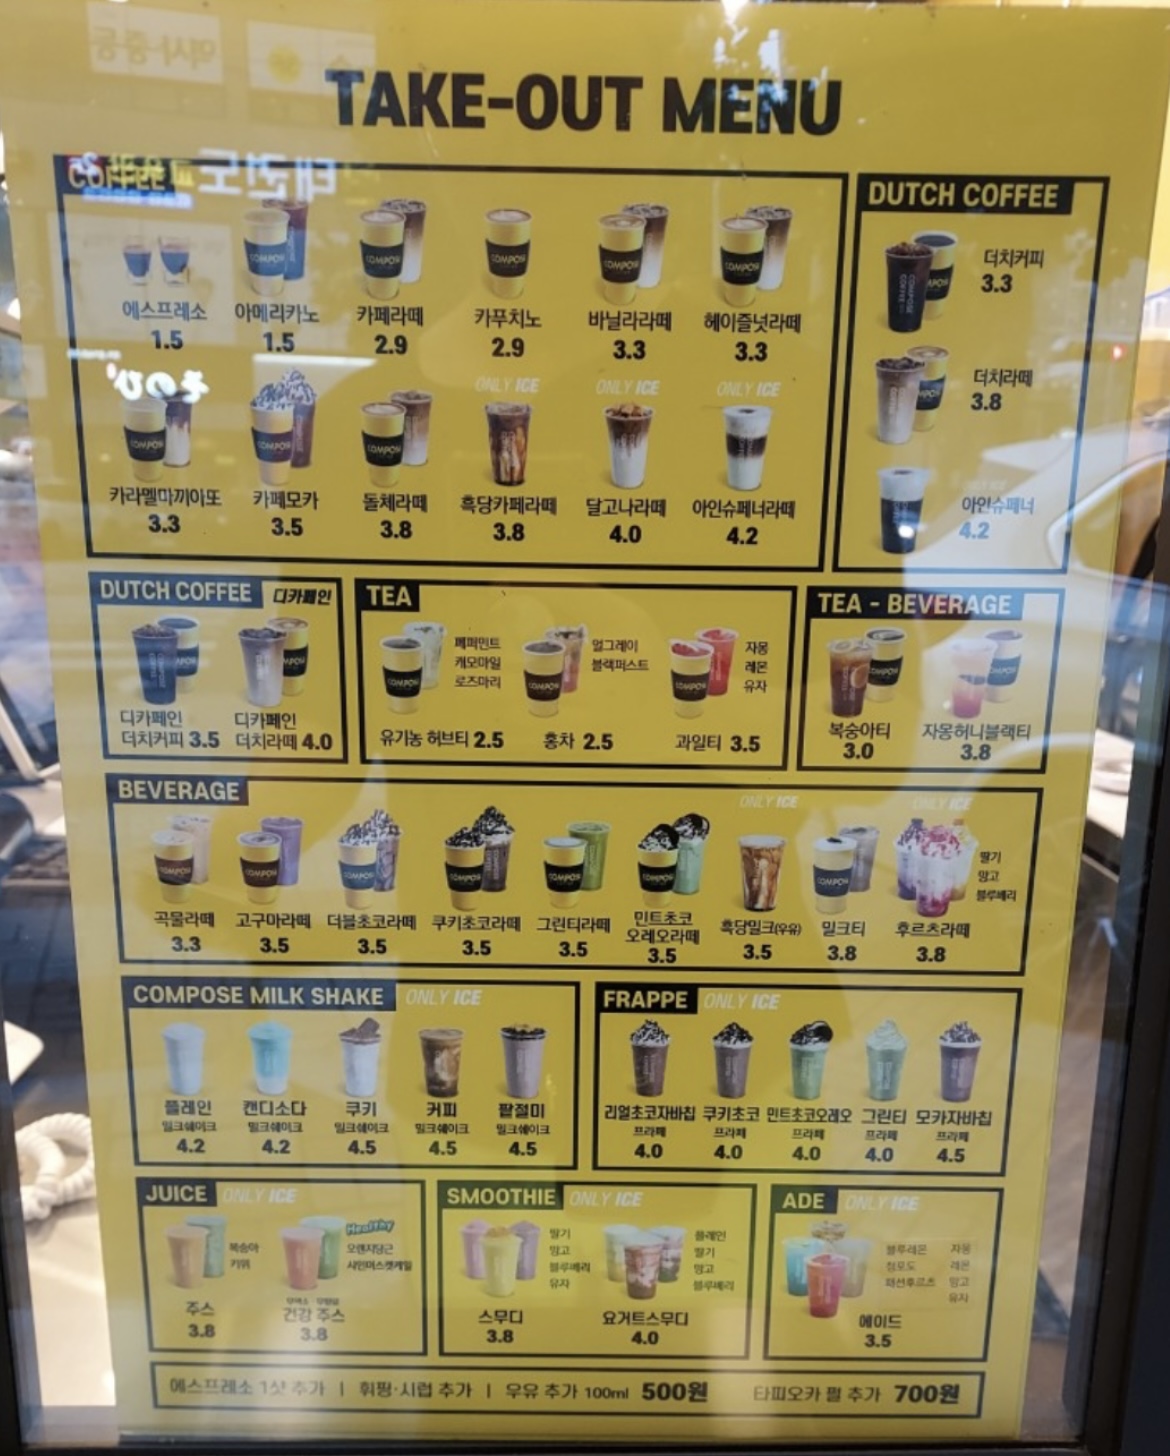 TAKE-OUT MENU
COFFEE
에스프레소
1.5
아메리카노
1.5
카페라떼
2.9
카푸치노
2.9
바닐라라떼
3.3
헤이즐넛라떼
3.3
카라멜마끼아또
3.3
카페모카
3.5
돌체라떼
3.8
ONLY ICE
흑당카페라떼
3.8
ONLY ICE
달고나라떼
4.0
ONLY ICE
아인슈페너라떼
4.2
DUTCH COFFEE
더치커피
3.3
더치라떼
3.8
아인슈페너
4.2
DUTCH COFFEE 디카페인
디카페인
더치커피 3.5
디카페인
더치라떼 4.0
TEA
페퍼민트
캐모마일
로즈마리
유기농 허브티 2.5
얼그레이
블랙퍼스트
홍차 2.5
자몽
레몬
유자
과일티 3.5
TEA - BEVERAGE
복숭아티
3.0
자몽허니블랙티
3.8
BEVERAGE
곡물라떼
3.3
고구마라떼
3.5
더블초코라떼
3.5
쿠키초코라떼
3.5
그린티라떼
3.5
민트초코
오레오라떼
3.5
ONLY ICE
흑당밀크(우유)
3.5
밀크티
3.8
ONLY ICE
딸기
망고
블루베리
후르츠라떼
3.8
COMPOSE MILK SHAKE ONLY ICE
플레인
밀크쉐이크
4.2
캔디소다
밀크쉐이크
4.2
쿠키
밀크쉐이크
4.5
커피
밀크쉐이크
4.5
팥절미
밀크쉐이크
4.5
FRAPPE ONLY ICE
리얼초코자바칩
프라페
4.0
쿠키초코
프라페
4.0
민트초코오레오
프라페
4.0
그린티
프라페
4.0
모카자바칩
프라페
4.5
JUICE ONLY ICE
복숭아
키위
주스
3.8
Healthy
오렌지당근
샤인머스켓케일
건강 주스
3.8
SMOOTHIE ONLY ICE
딸기
망고
블루베리
유자
스무디
3.8
플레인
딸기
망고
블루베리
요거트스무디
4.0
ADE ONLY ICE
블루레몬 자몽
청포도 레몬
패션후르츠 망고
유자
에이드
3.5
에스프레소 1샷 추가 | 휘핑·시럽 추가 | 우유 추가 100ml 500원 타피오카 펄 추가 700원